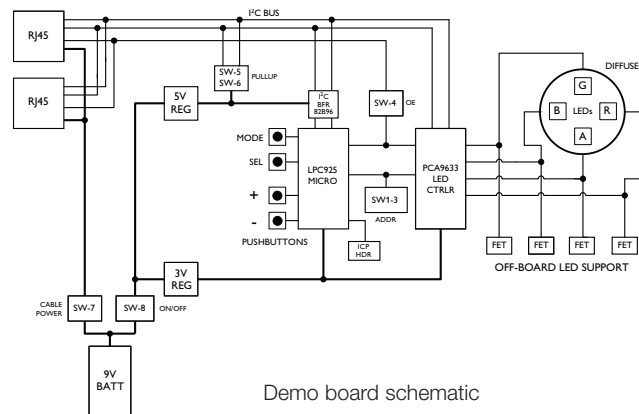 I²C BUS
RJ45
RJ45
SW-5
SW-6
PULLUP
5V
REG
I²C
BFR
82B96
SW-4
OE
MODE
SEL
+
-
PUSHBUTTONS
LPC925
MICRO
SW1-3
ADDR
ICP
HDR
PCA9633
LED
CTRLR
DIFFUSE
G
B
LEDs
R
A
FET
FET
FET
FET
OFF-BOARD LED SUPPORT
3V
REG
CABLE
POWER
SW-7
SW-8
ON/OFF
9V
BATT
Demo board schematic